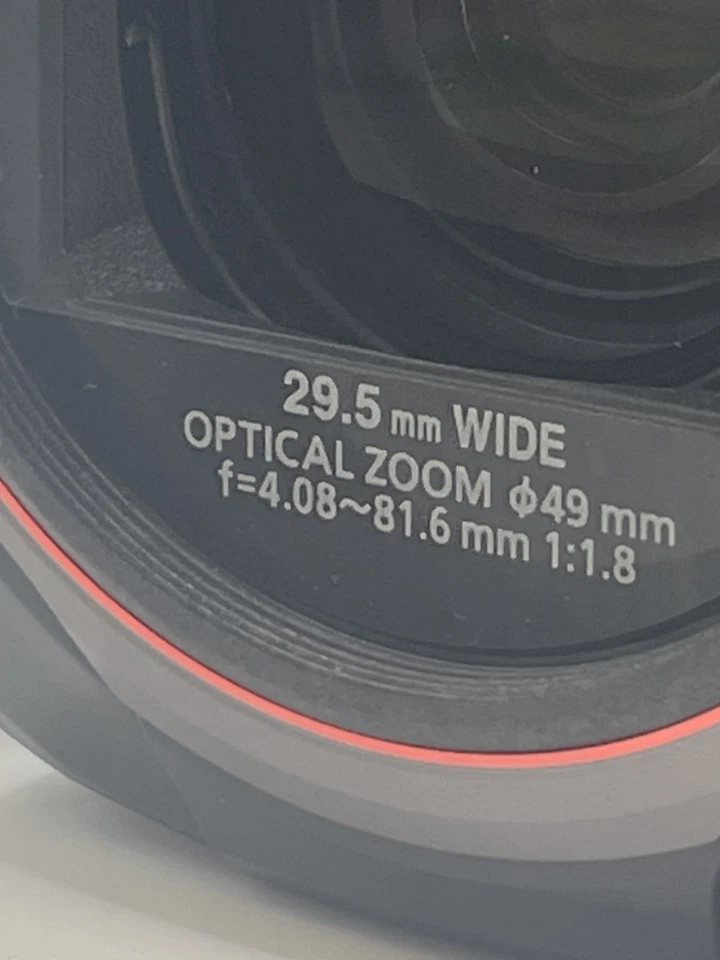 29.5 mm WIDE
OPTICAL ZOOM ϕ49 mm
f=4.08~81.6 mm 1:1.8